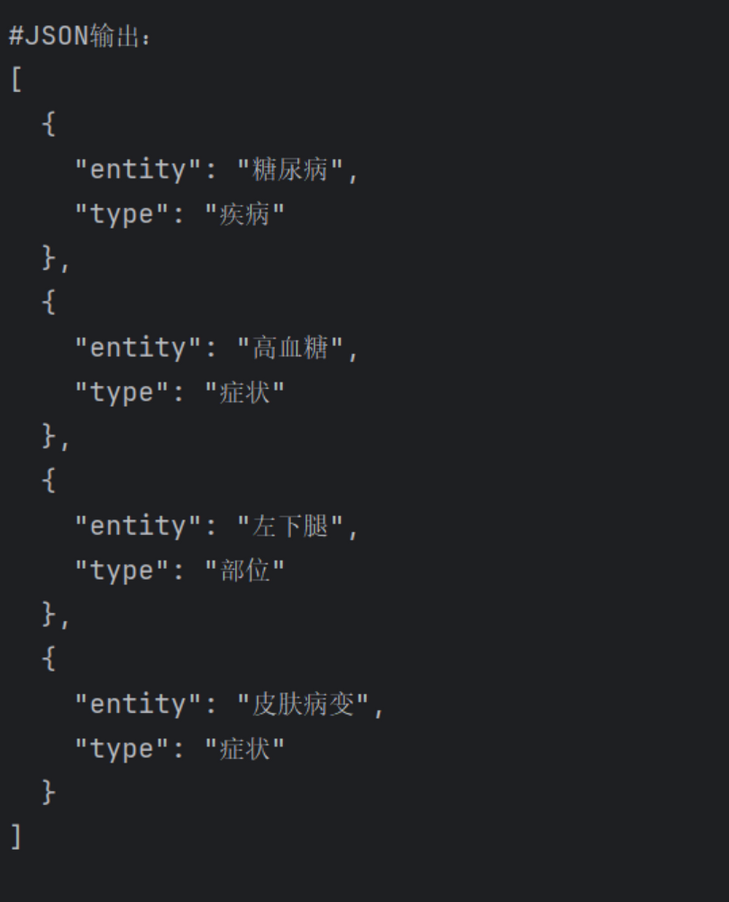 #JSON输出：
[
  {
    "entity": "糖尿病",
    "type": "疾病"
  },
  {
    "entity": "高血糖",
    "type": "症状"
  },
  {
    "entity": "左下腿",
    "type": "部位"
  },
  {
    "entity": "皮肤病变",
    "type": "症状"
  }
]